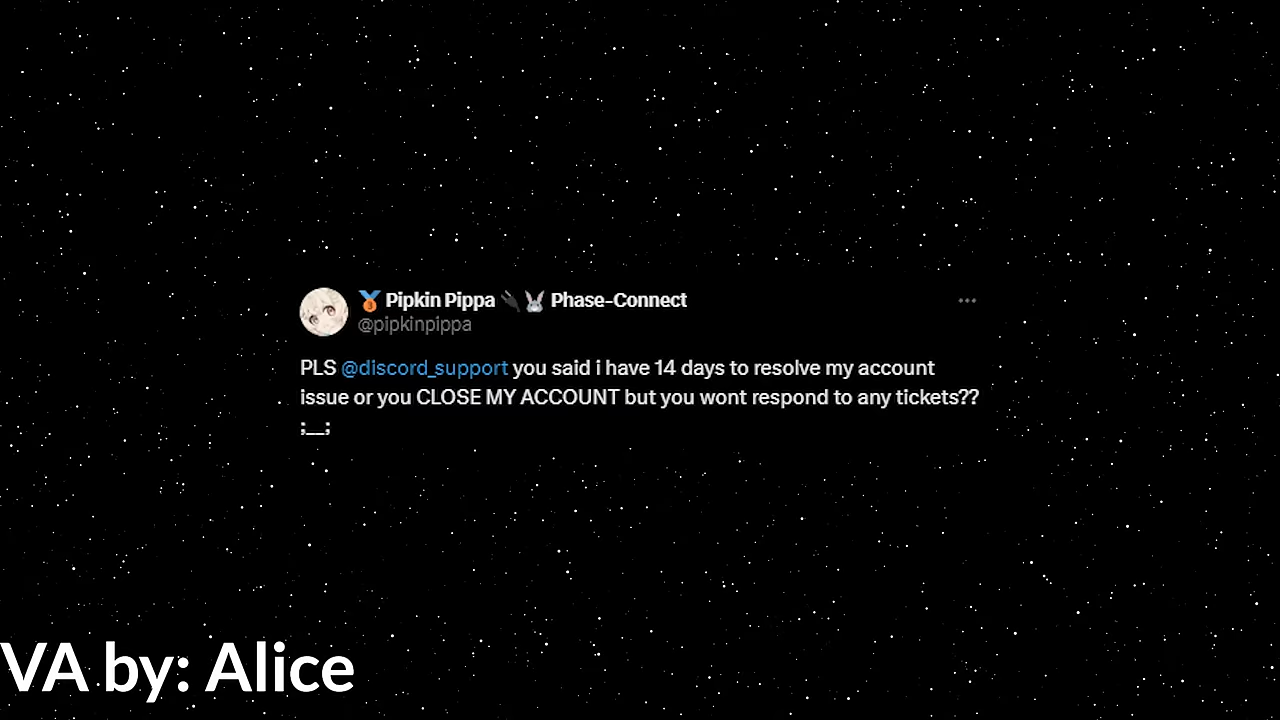 🥉 Pipkin Pippa 🔌🐰 Phase-Connect
@pipkinpippa
PLS @discord_support you said i have 14 days to resolve my account
issue or you CLOSE MY ACCOUNT but you wont respond to any tickets??
;__;
VA by: Alice